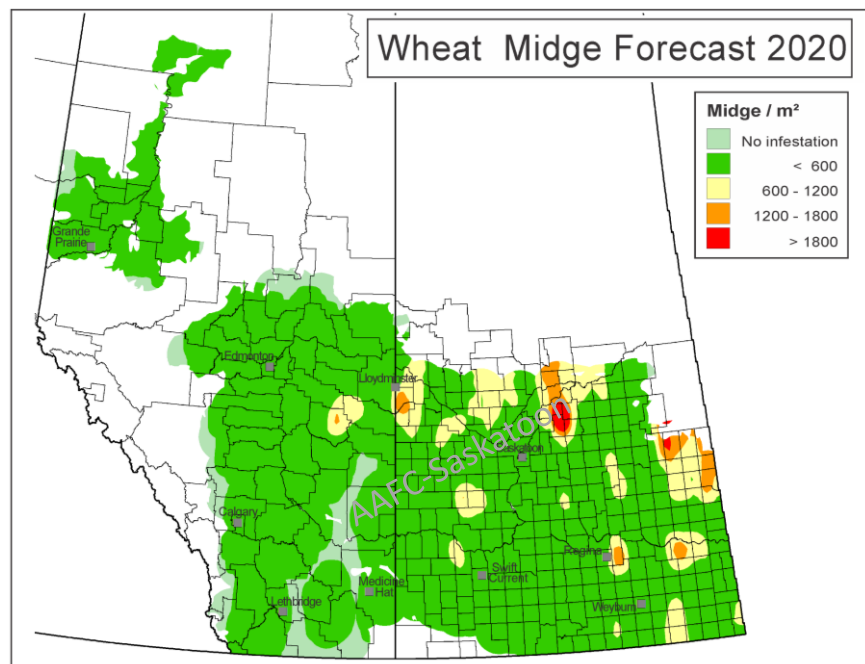 Wheat Midge Forecast 2020
Midge / m²
No infestation
< 600
600 - 1200
1200 - 1800
> 1800
Grande
Prairie
Edmonton
Lloydminster
AAFC-Saskatoon
Saskatoon
Calgary
Regina
Swift
Current
Medicine
Hat
Lethbridge
Weyburn